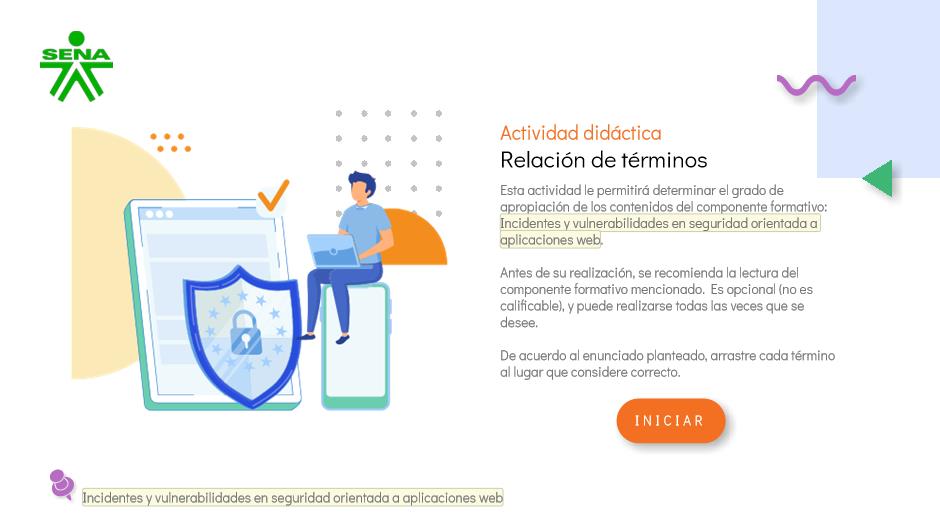 SENA
Actividad didáctica
Relación de términos
Esta actividad le permitirá determinar el grado de
apropiación de los contenidos del componente formativo:
Incidentes y vulnerabilidades en seguridad orientada a
aplicaciones web.
Antes de su realización, se recomienda la lectura del
componente formativo mencionado. Es opcional (no es
calificable), y puede realizarse todas las veces que se
desee.
De acuerdo al enunciado planteado, arrastre cada término
al lugar que considere correcto.
INICIAR
Incidentes y vulnerabilidades en seguridad orientada a aplicaciones web